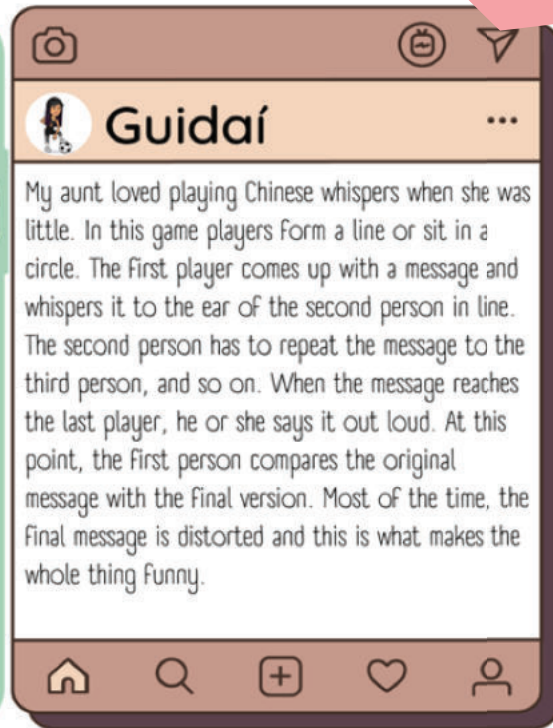 Guidaí
My aunt loved playing Chinese whispers when she was
little. In this game players form a line or sit in a
circle. The first player comes up with a message and
whispers it to the ear of the second person in line.
The second person has to repeat the message to the
third person, and so on. When the message reaches
the last player, he or she says it out loud. At this
point, the first person compares the original
message with the final version. Most of the time, the
final message is distorted and this is what makes the
whole thing funny.